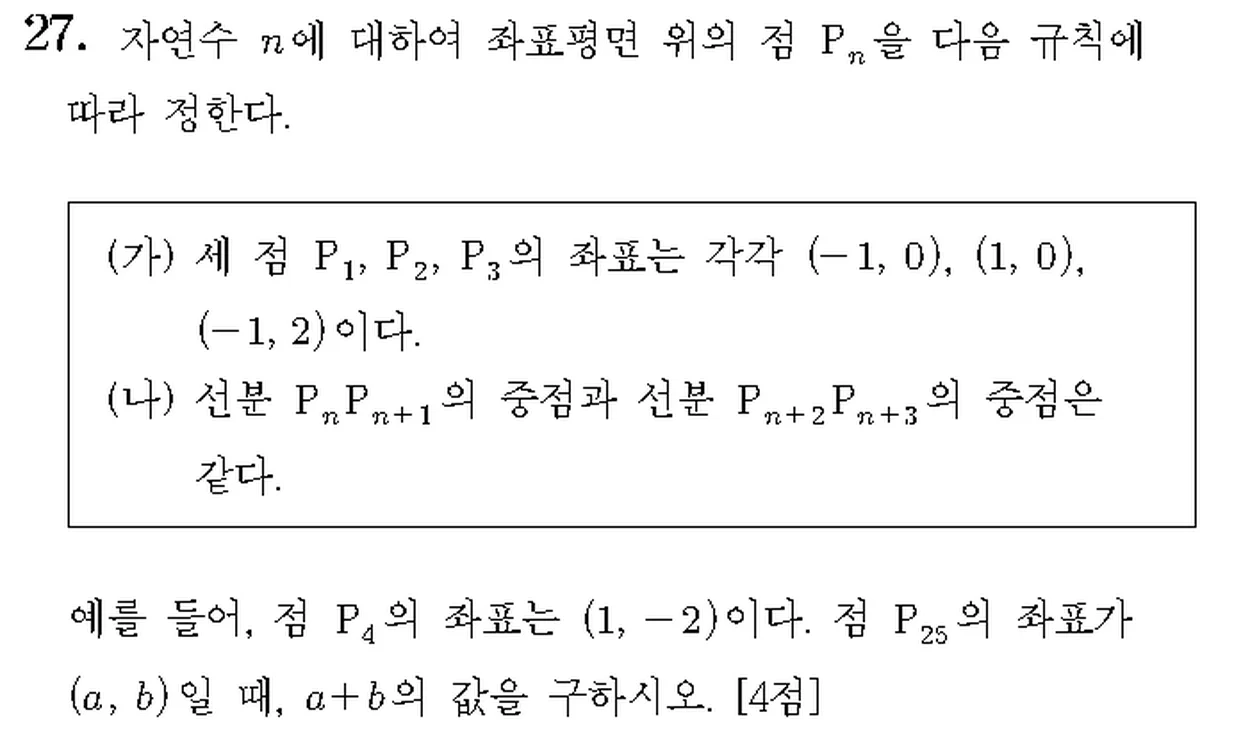 27. 자연수 n에 대하여 좌표평면 위의 점 Pₙ을 다음 규칙에
따라 정한다.
(가) 세 점 P₁, P₂, P₃의 좌표는 각각 (−1, 0), (1, 0),
(−1, 2)이다.
(나) 선분 PₙPₙ₊₁의 중점과 선분 Pₙ₊₂Pₙ₊₃의 중점은
같다.
예를 들어, 점 P₄의 좌표는 (1, −2)이다. 점 P₂₅의 좌표가
(a, b)일 때, a+b의 값을 구하시오. [4점]